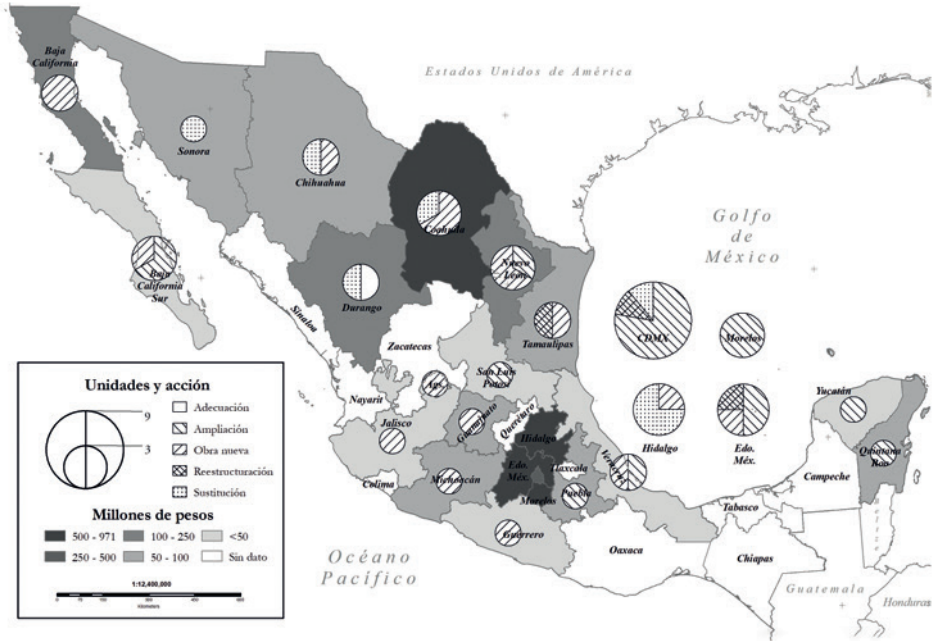 Baja
California
Estados Unidos de América
Sonora
Chihuahua
Coahuila
Golfo
de
México
Nuevo
León
Baja
California
Sur
Durango
Sinaloa
Tamaulipas
CDMX
Morelos
Zacatecas
San Luis
Potosí
Ags.
Nayarit
Yucatán
Guanajuato
Querétaro
Jalisco
Hidalgo
Hidalgo
Edo.
Méx.
Quintana
Roo
Edo.
Méx.
Tlaxcala
Veracruz
Michoacán
Colima
Morelos
Puebla
Campeche
Tabasco
Guerrero
Oaxaca
Chiapas
Océano
Pacífico
Guatemala
Honduras
Unidades y acción
9
3
Adecuación
Ampliación
Obra nueva
Reestructuración
Sustitución
Millones de pesos
500 - 971
100 - 250
<50
250 - 500
50 - 100
Sin dato
1:12,400,000